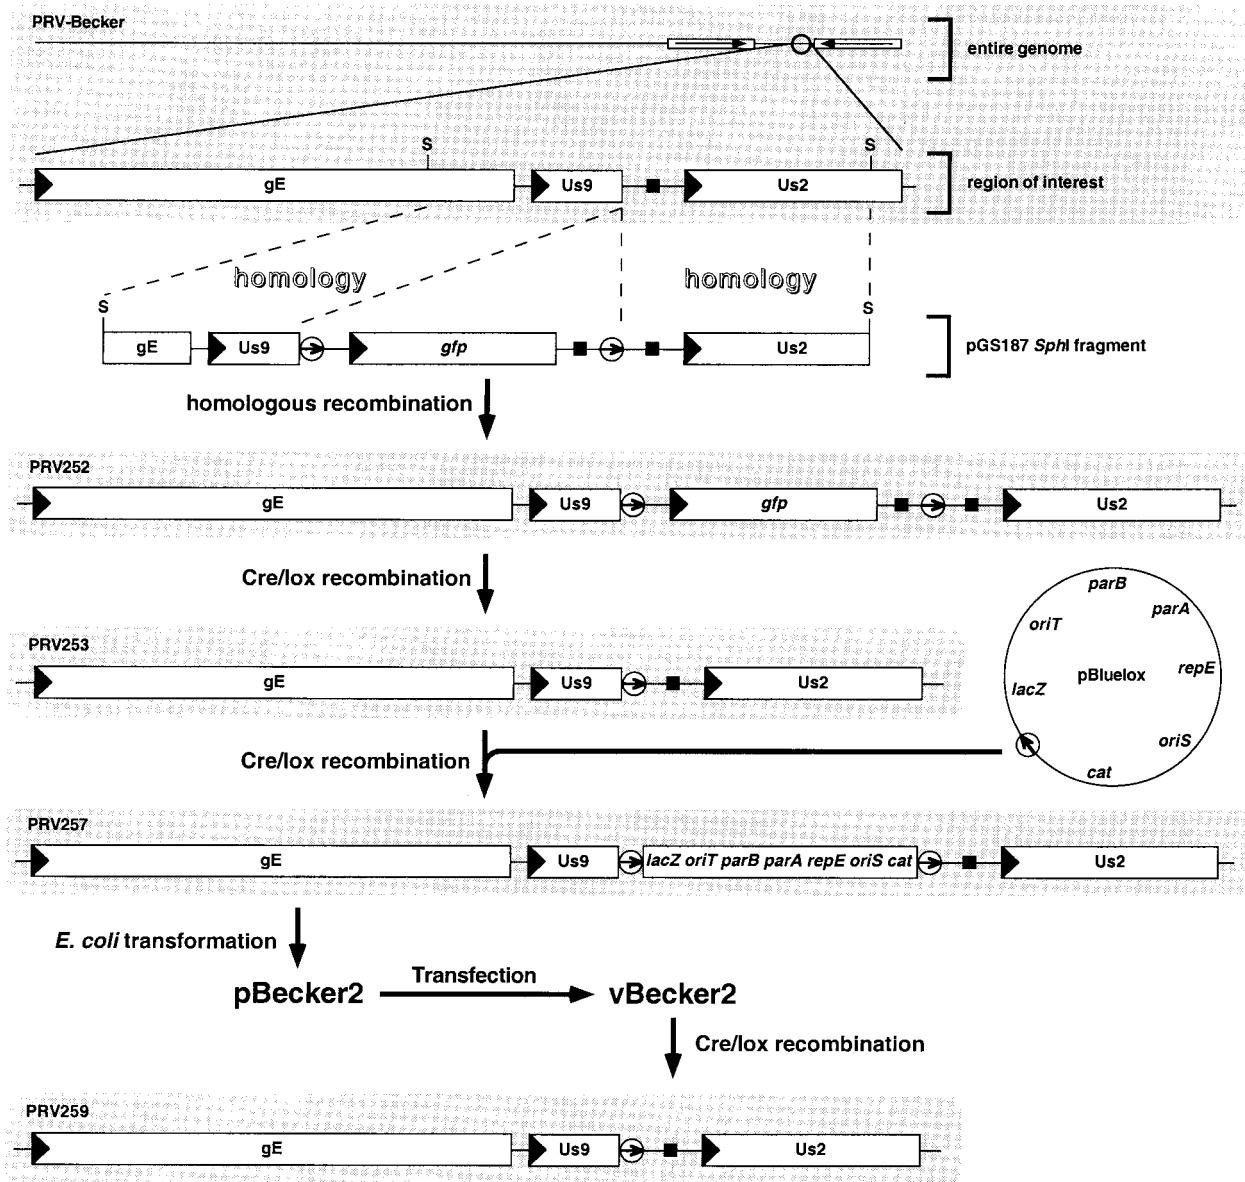 PRV-Becker
entire genome
S S
gE Us9 Us2
region of interest
homology homology
S S
gE Us9 gfp Us2
pGS187 SphI fragment
homologous recombination
PRV252
gE Us9 gfp Us2
Cre/lox recombination
parB
parA
oriT
repE
pBluelox
lacZ
oriS
cat
PRV253
gE Us9 Us2
Cre/lox recombination
PRV257
gE Us9 lacZ oriT parB parA repE oriS cat Us2
E. coli transformation
Transfection
pBecker2 vBecker2
Cre/lox recombination
PRV259
gE Us9 Us2